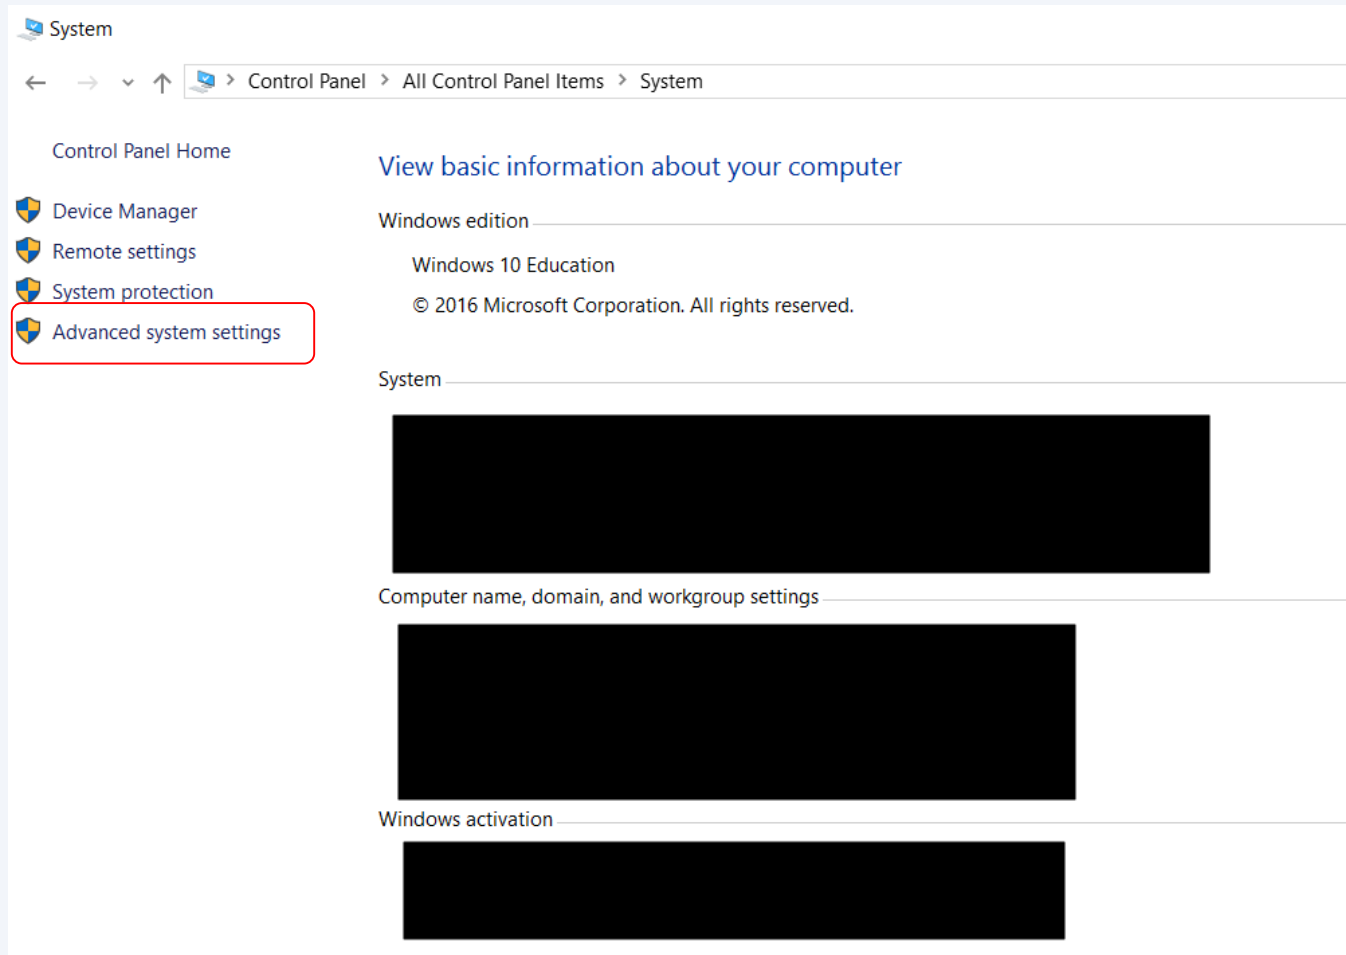 System
Control Panel > All Control Panel Items > System
Control Panel Home
Device Manager
Remote settings
System protection
Advanced system settings
View basic information about your computer
Windows edition
Windows 10 Education
© 2016 Microsoft Corporation. All rights reserved.
System
Computer name, domain, and workgroup settings
Windows activation